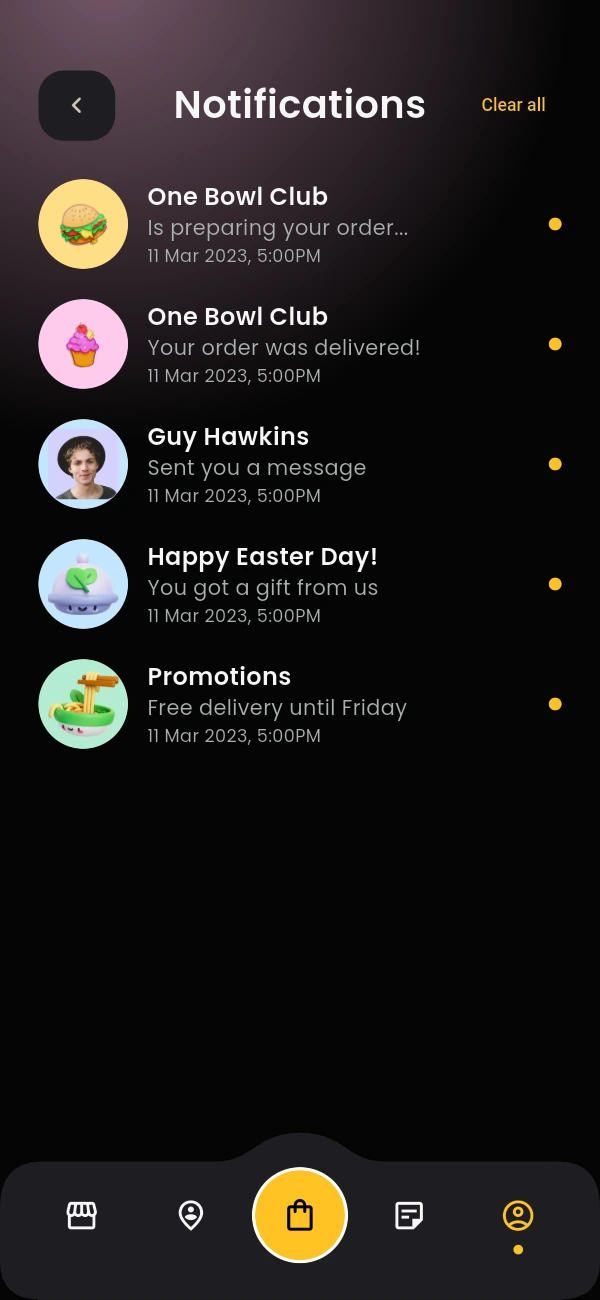 Notifications
Clear all
One Bowl Club
Is preparing your order...
11 Mar 2023, 5:00PM
One Bowl Club
Your order was delivered!
11 Mar 2023, 5:00PM
Guy Hawkins
Sent you a message
11 Mar 2023, 5:00PM
Happy Easter Day!
You got a gift from us
11 Mar 2023, 5:00PM
Promotions
Free delivery until Friday
11 Mar 2023, 5:00PM